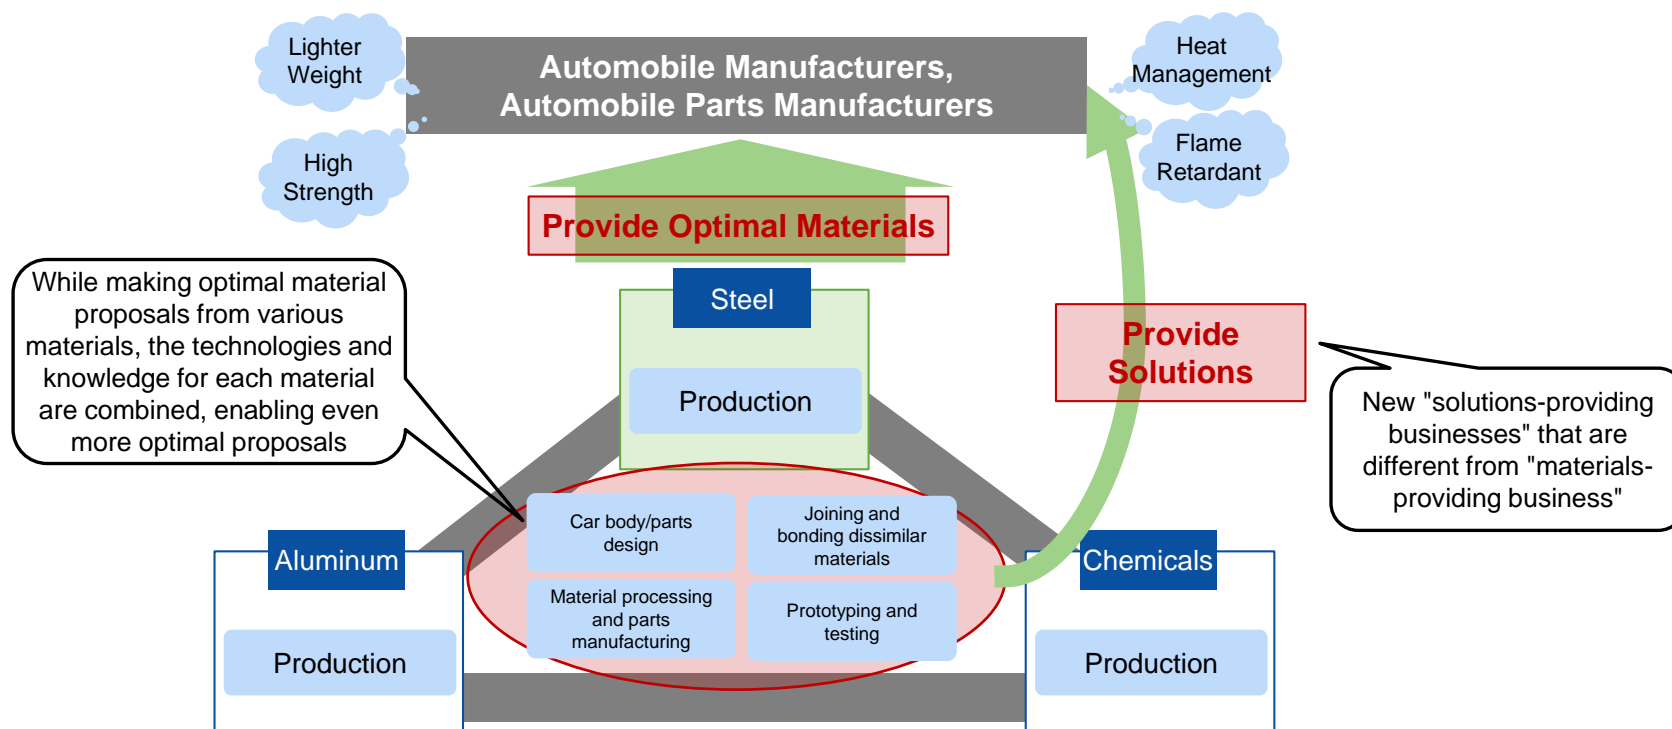 Lighter
Weight
Automobile Manufacturers,
Automobile Parts Manufacturers
Heat
Management
High
Strength
Flame
Retardant
Provide Optimal Materials
While making optimal material
proposals from various
materials, the technologies and
knowledge for each material
are combined, enabling even
more optimal proposals
Steel
Production
Provide
Solutions
New "solutions-providing
businesses" that are
different from "materials-
providing business"
Car body/parts
design
Joining and
bonding dissimilar
materials
Material processing
and parts
manufacturing
Prototyping and
testing
Aluminum
Production
Chemicals
Production